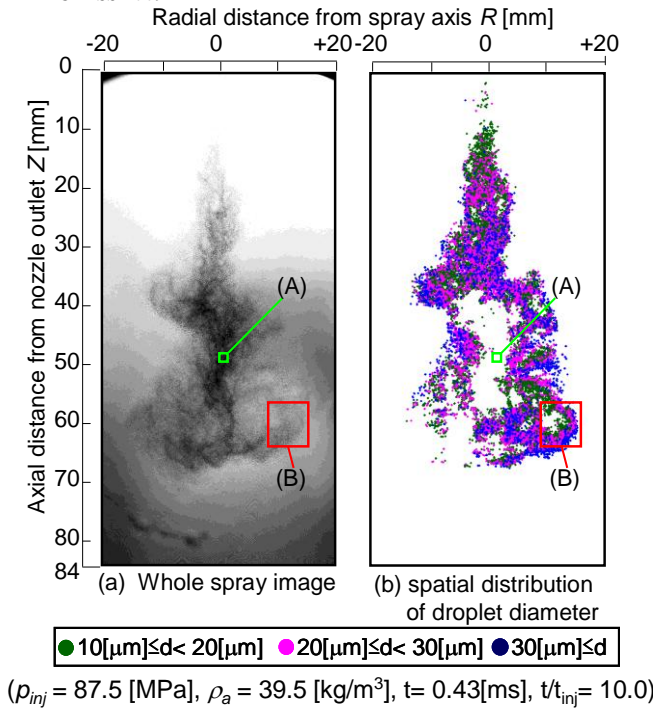 Radial distance from spray axis R [mm]
-20 0 +20 -20 0 +20
Axial distance from nozzle outlet Z [mm]
0
10
20
30
40
50
60
70
80
84
(A)
(B)
(A)
(B)
(a) Whole spray image
(b) spatial distribution
of droplet diameter
10[μm]≤d< 20[μm] 20[μm]≤d< 30[μm] 30[μm]≤d
(pinj = 87.5 [MPa], ρa = 39.5 [kg/m³], t= 0.43[ms], t/tinj= 10.0)